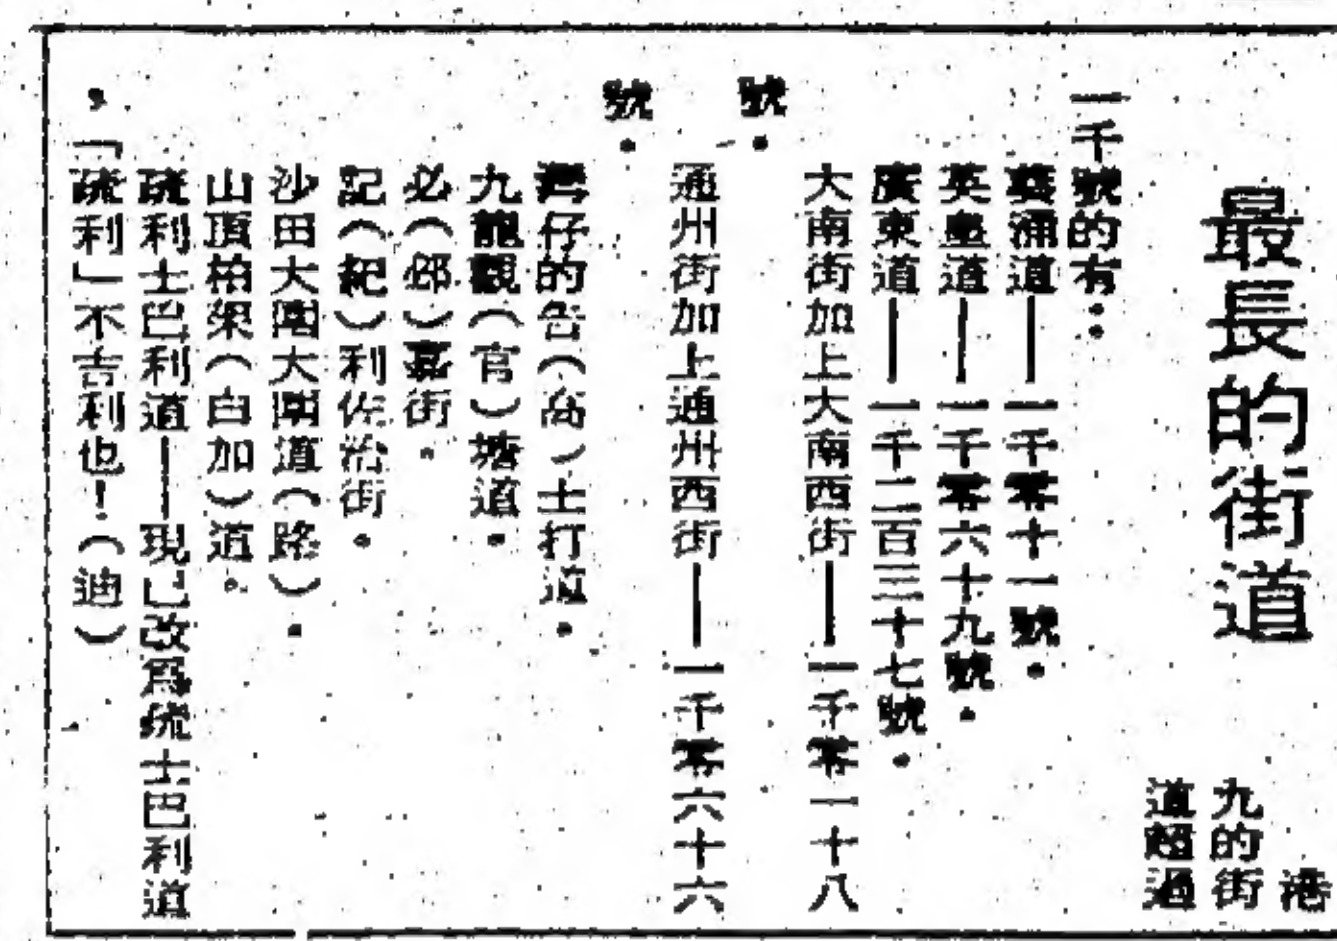 最長的街道
港
九的街
道超過
一千號的有：
葵涌道——一千零十一號．
英皇道——一千零六十九號．
廣東道——一千二百三十七號．
大南街加上大南西街——一千零一十八
號．
通州街加上通州西街——一千零六十六
號．
灣仔的告（高）士打道．
九龍觀（官）塘道．
必（）嘉街．
記（紀）利佐治街．
沙田大圍大圍道（路）．
山頂柏架（白加）道。
疏利士巴利道——現已改爲梳士巴利道
，「疏利」不吉利也！（迪）